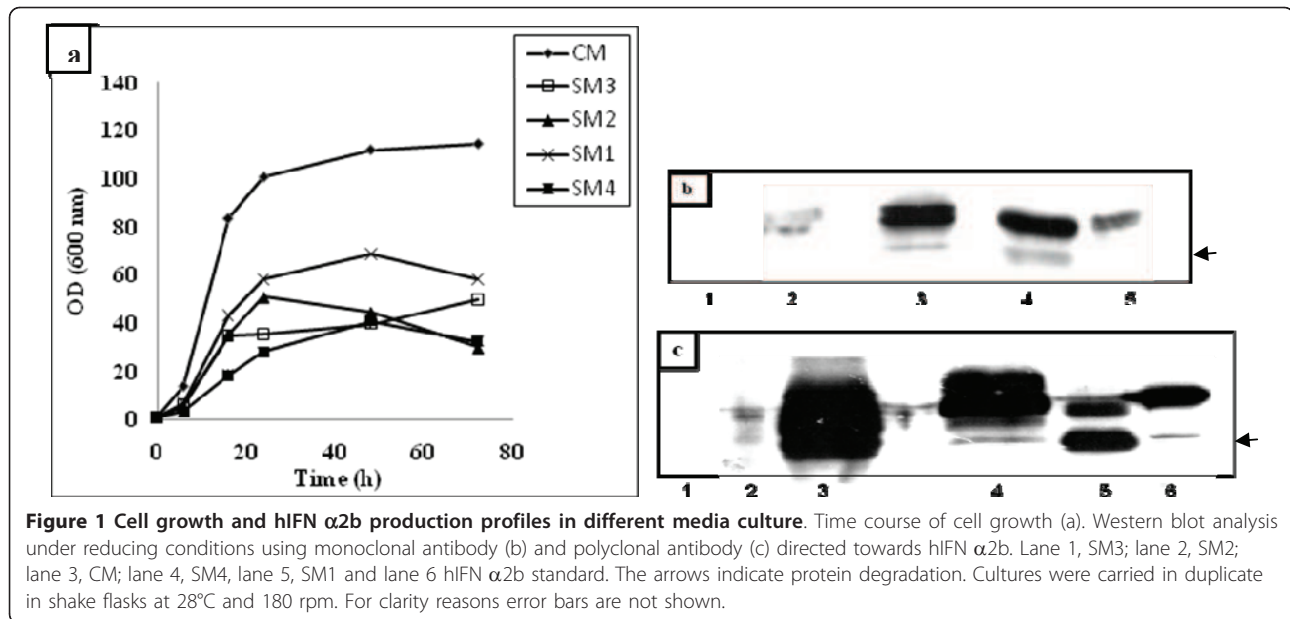 a
CM
SM3
SM2
SM1
SM4
140
120
100
80
60
40
20
0
OD (600 nm)
0 20 40 60 80
Time (h)
b
1 2 3 4 5
c
1 2 3 4 5 6
Figure 1 Cell growth and hIFN α2b production profiles in different media culture. Time course of cell growth (a). Western blot analysis
under reducing conditions using monoclonal antibody (b) and polyclonal antibody (c) directed towards hIFN α2b. Lane 1, SM3; lane 2, SM2;
lane 3, CM; lane 4, SM4, lane 5, SM1 and lane 6 hIFN α2b standard. The arrows indicate protein degradation. Cultures were carried in duplicate
in shake flasks at 28°C and 180 rpm. For clarity reasons error bars are not shown.